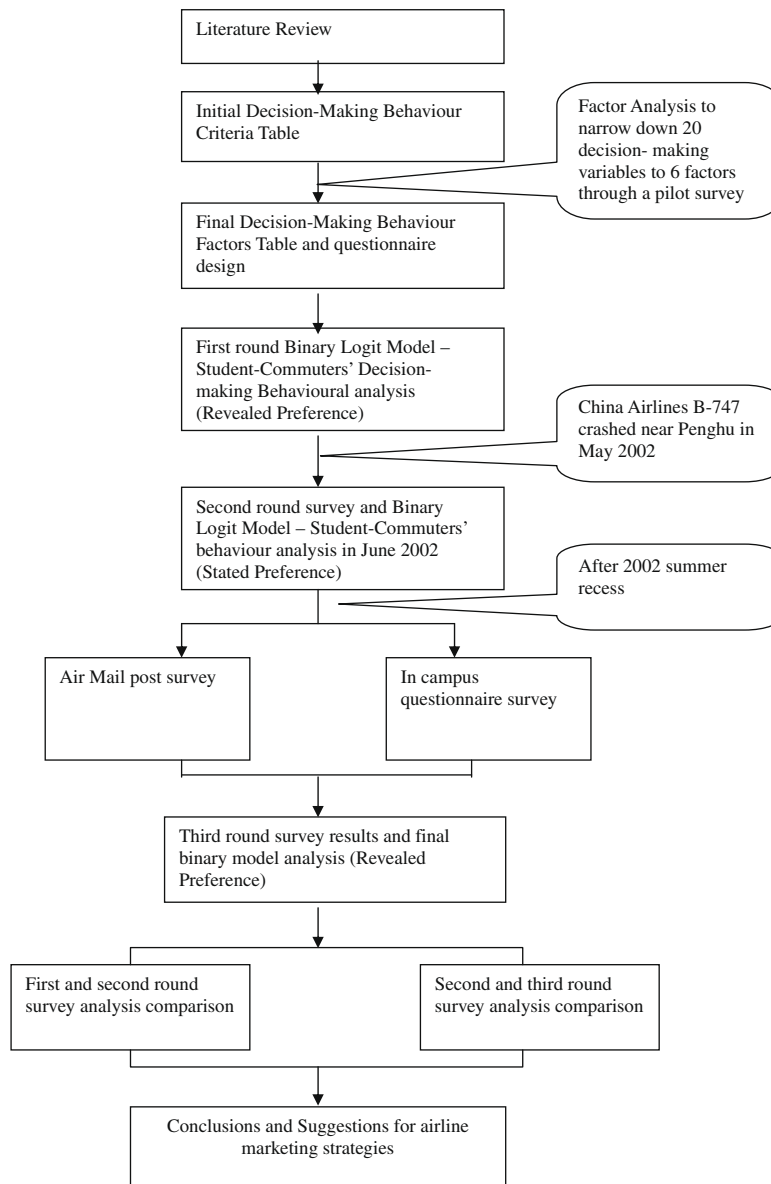 Literature Review
Initial Decision-Making Behaviour
Criteria Table
Factor Analysis to
narrow down 20
decision- making
variables to 6 factors
through a pilot survey
Final Decision-Making Behaviour
Factors Table and questionnaire
design
First round Binary Logit Model –
Student-Commuters’ Decision-
making Behavioural analysis
(Revealed Preference)
China Airlines B-747
crashed near Penghu in
May 2002
Second round survey and Binary
Logit Model – Student-Commuters’
behaviour analysis in June 2002
(Stated Preference)
After 2002 summer
recess
Air Mail post survey
In campus
questionnaire survey
Third round survey results and final
binary model analysis (Revealed
Preference)
First and second round
survey analysis comparison
Second and third round
survey analysis comparison
Conclusions and Suggestions for airline
marketing strategies